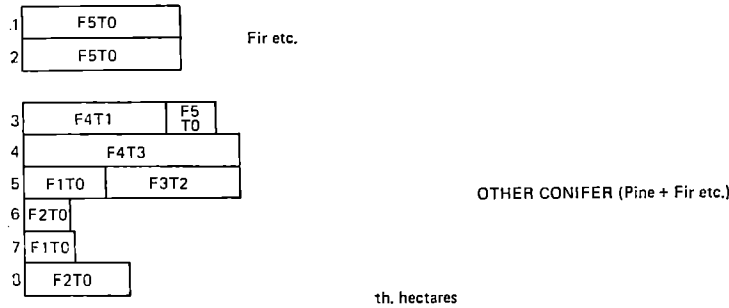 1 F5T0
Fir etc.
2 F5T0
3 F4T1 F5 T0
4 F4T3
5 F1T0 F3T2
OTHER CONIFER (Pine + Fir etc.)
6 F2T0
7 F1T0
8 F2T0
th. hectares